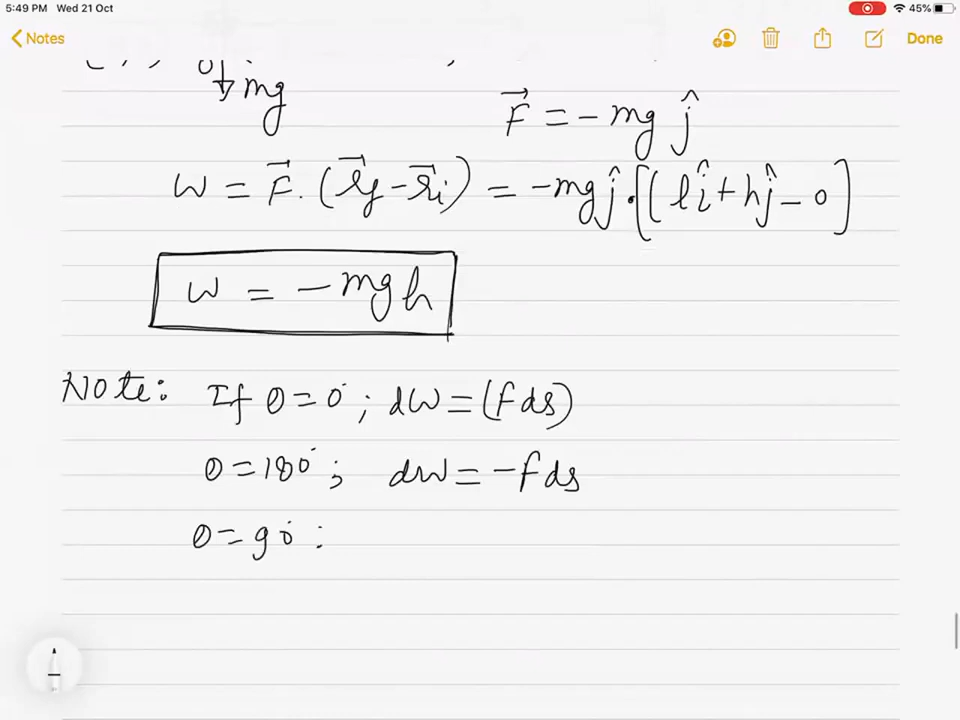 5:49 PM Wed 21 Oct 45%
Notes Done
mg
F⃗ = - mg ĵ
W = F⃗ . (r⃗f - r⃗i) = -mg ĵ . [(l î + h ĵ - 0]
W = - mgh
Note: If θ = 0° ; dW = (F ds)
θ = 180° ; dW = - F ds
θ = 90° :